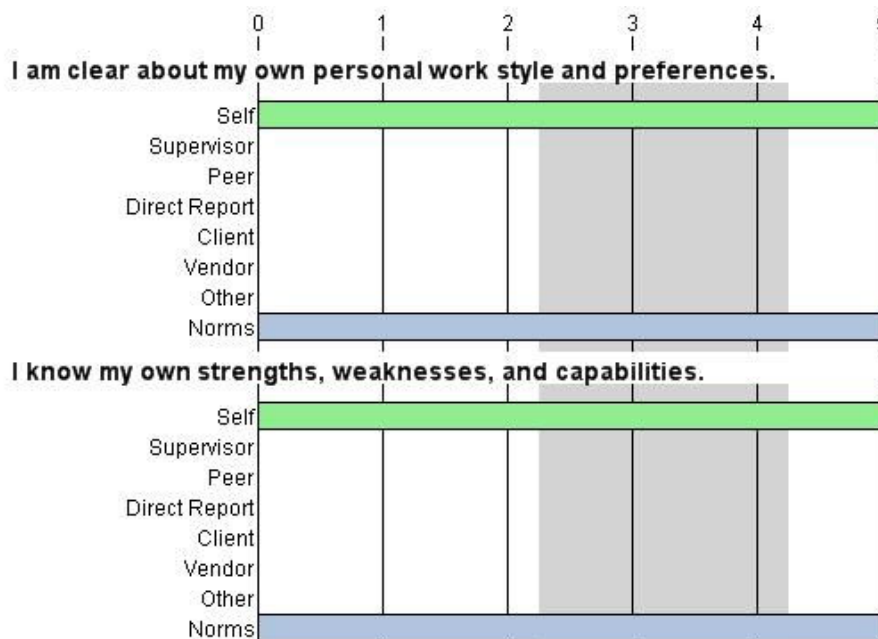 0 1 2 3 4
I am clear about my own personal work style and preferences.
Self
Supervisor
Peer
Direct Report
Client
Vendor
Other
Norms
I know my own strengths, weaknesses, and capabilities.
Self
Supervisor
Peer
Direct Report
Client
Vendor
Other
Norms